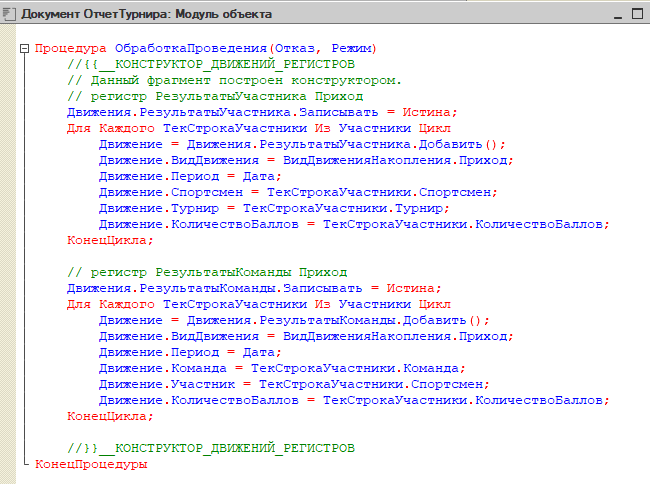 Документ ОтчетТурнира: Модуль объекта
Процедура ОбработкаПроведения(Отказ, Режим)
//{{__КОНСТРУКТОР_ДВИЖЕНИЙ_РЕГИСТРОВ
// Данный фрагмент построен конструктором.
// регистр РезультатыУчастника Приход
Движения.РезультатыУчастника.Записывать = Истина;
Для Каждого ТекСтрокаУчастники Из Участники Цикл
Движение = Движения.РезультатыУчастника.Добавить();
Движение.ВидДвижения = ВидДвиженияНакопления.Приход;
Движение.Период = Дата;
Движение.Спортсмен = ТекСтрокаУчастники.Спортсмен;
Движение.Турнир = ТекСтрокаУчастники.Турнир;
Движение.КоличествоБаллов = ТекСтрокаУчастники.КоличествоБаллов;
КонецЦикла;
// регистр РезультатыКоманды Приход
Движения.РезультатыКоманды.Записывать = Истина;
Для Каждого ТекСтрокаУчастники Из Участники Цикл
Движение = Движения.РезультатыКоманды.Добавить();
Движение.ВидДвижения = ВидДвиженияНакопления.Приход;
Движение.Период = Дата;
Движение.Команда = ТекСтрокаУчастники.Команда;
Движение.Участник = ТекСтрокаУчастники.Спортсмен;
Движение.КоличествоБаллов = ТекСтрокаУчастники.КоличествоБаллов;
КонецЦикла;
//}}__КОНСТРУКТОР_ДВИЖЕНИЙ_РЕГИСТРОВ
КонецПроцедуры